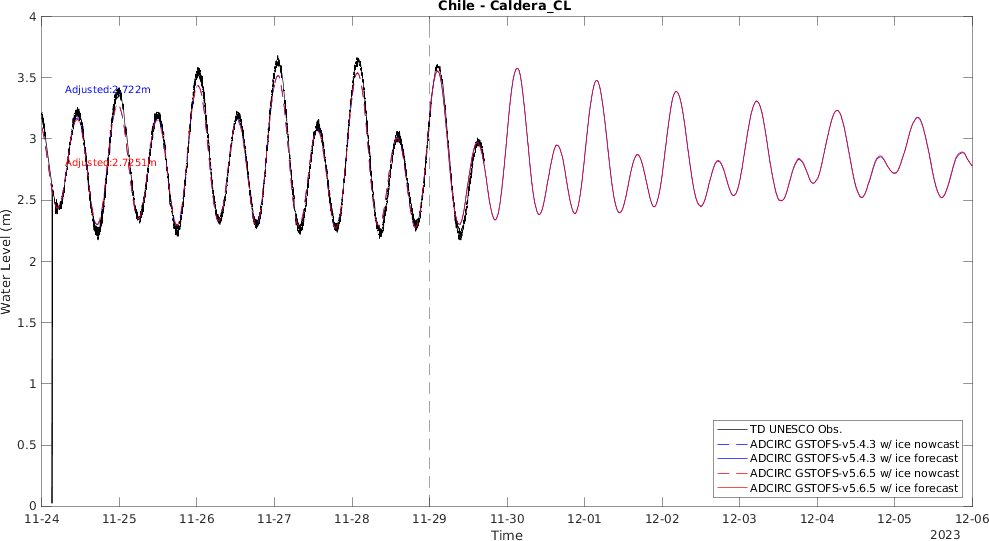 Chile - Caldera_CL
Water Level (m)
4
3.5
3
2.5
2
1.5
1
0.5
0
Adjusted:2.722m
Adjusted:2.7251m
TD UNESCO Obs.
ADCIRC GSTOFS-v5.4.3 w/ ice nowcast
ADCIRC GSTOFS-v5.4.3 w/ ice forecast
ADCIRC GSTOFS-v5.6.5 w/ ice nowcast
ADCIRC GSTOFS-v5.6.5 w/ ice forecast
11-24 11-25 11-26 11-27 11-28 11-29 11-30 12-01 12-02 12-03 12-04 12-05 12-06
Time
2023